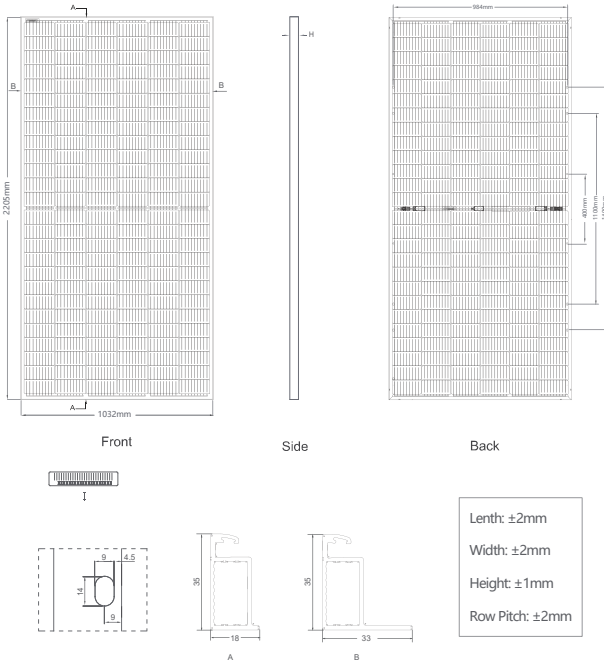 A
984mm
H
B
B
2205mm
400mm
1100mm
A
1032mm
Front
Side
Back
I
9
4.5
14
9
35
18
A
35
33
B
Lenth: ±2mm
Width: ±2mm
Height: ±1mm
Row Pitch: ±2mm